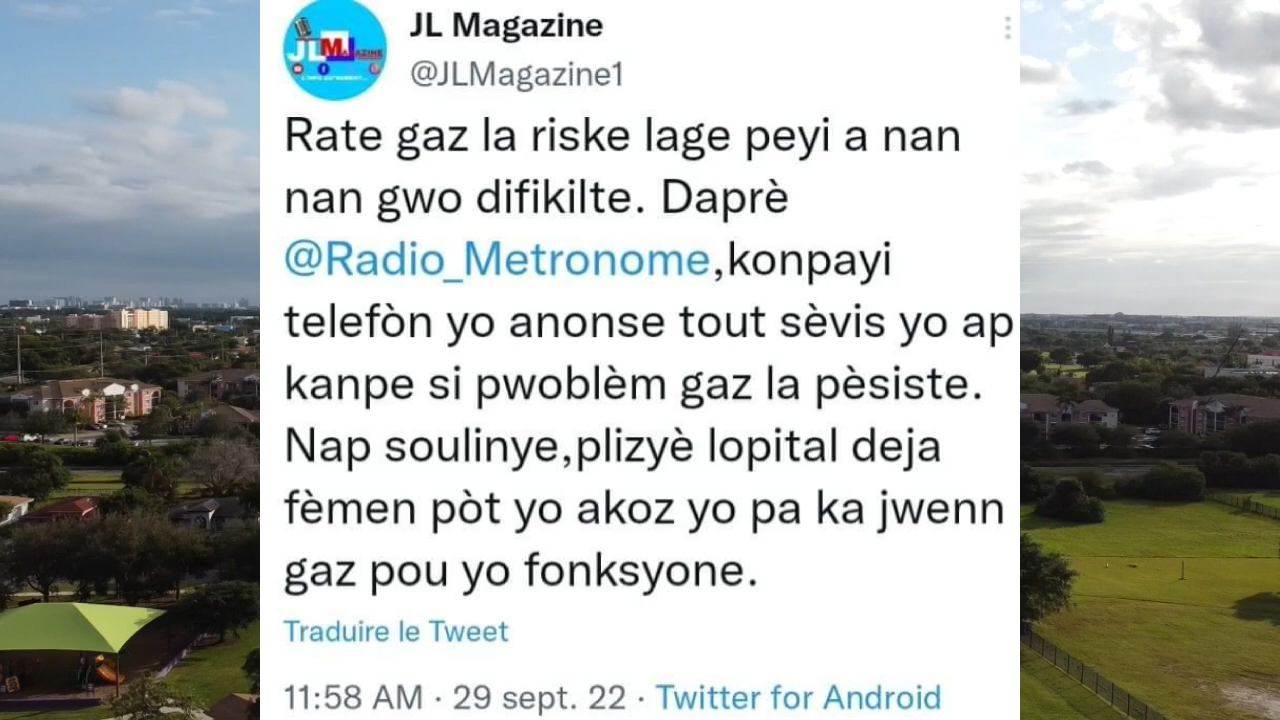 JL Magazine
@JLMagazine1
Rate gaz la riske lage peyi a nan
nan gwo difikilte. Daprè
@Radio_Metronome,konpayi
telefòn yo anonse tout sèvis yo ap
kanpe si pwoblèm gaz la pèsiste.
Nap soulinye,plizyè lopital deja
fèmen pòt yo akoz yo pa ka jwenn
gaz pou yo fonksyone.
Traduire le Tweet
11:58 AM · 29 sept. 22 · Twitter for Android